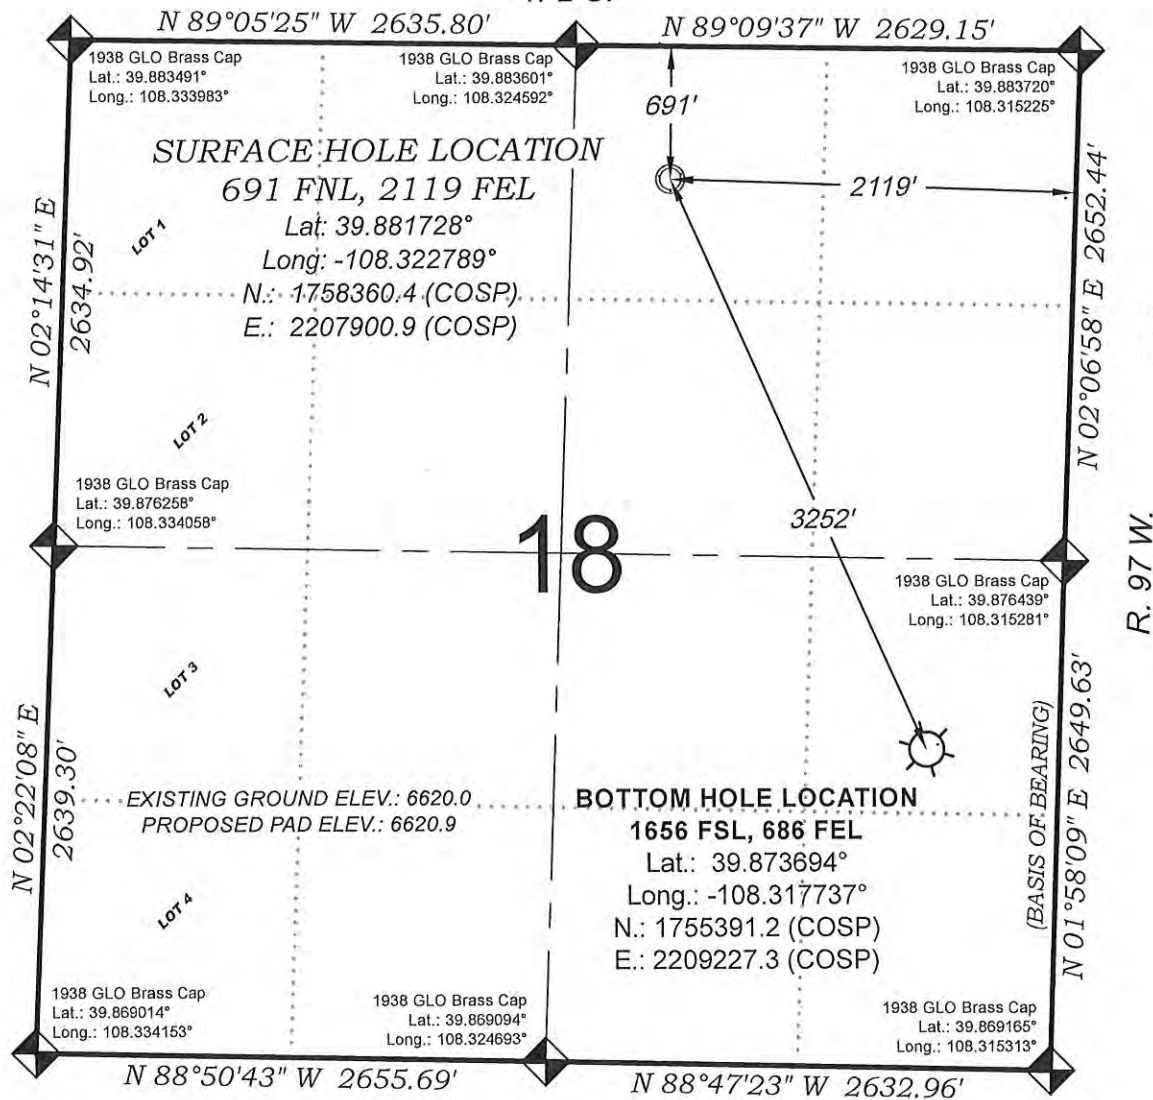 N 89°05'25" W 2635.80'
N 89°09'37" W 2629.15'
1938 GLO Brass Cap
Lat.: 39.883491°
Long.: 108.333983°
1938 GLO Brass Cap
Lat.: 39.883601°
Long.: 108.324592°
1938 GLO Brass Cap
Lat.: 39.883720°
Long.: 108.315225°
691'
SURFACE HOLE LOCATION
691 FNL, 2119 FEL
Lat: 39.881728°
Long: -108.322789°
N.: 1758360.4 (COSP)
E.: 2207900.9 (COSP)
2119'
N 02°14'31" E
2634.92'
LOT 1
N 02°06'58" E 2652.44'
LOT 2
1938 GLO Brass Cap
Lat.: 39.876258°
Long.: 108.334058°
18
3252'
R. 97 W.
1938 GLO Brass Cap
Lat.: 39.876439°
Long.: 108.315281°
LOT 3
N 02°22'08" E
2639.30'
EXISTING GROUND ELEV.: 6620.0
PROPOSED PAD ELEV.: 6620.9
BOTTOM HOLE LOCATION
1656 FSL, 686 FEL
Lat.: 39.873694°
Long.: -108.317737°
N.: 1755391.2 (COSP)
E.: 2209227.3 (COSP)
(BASIS OF BEARING)
N 01°58'09" E 2649.63'
LOT 4
1938 GLO Brass Cap
Lat.: 39.869014°
Long.: 108.334153°
1938 GLO Brass Cap
Lat.: 39.869094°
Long.: 108.324693°
1938 GLO Brass Cap
Lat.: 39.869165°
Long.: 108.315313°
N 88°50'43" W 2655.69'
N 88°47'23" W 2632.96'